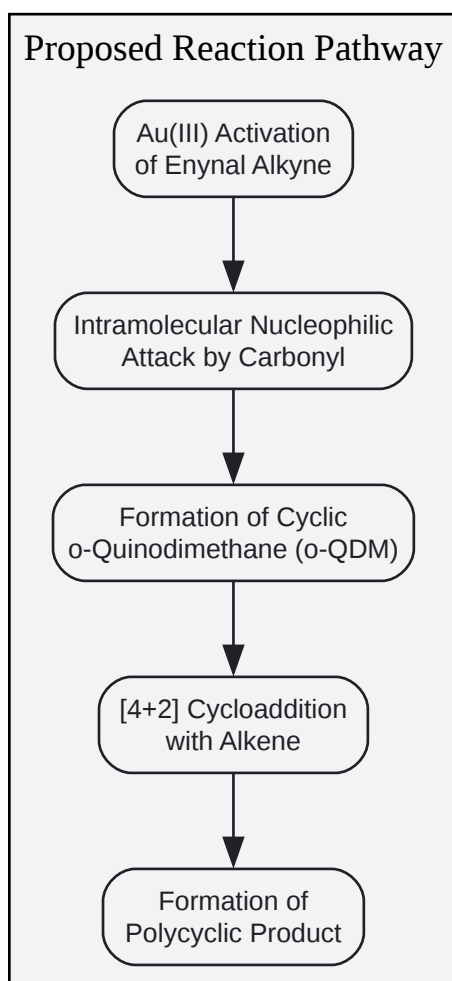 Proposed Reaction Pathway
Au(III) Activation
of Enynal Alkyne
Intramolecular Nucleophilic
Attack by Carbonyl
Formation of Cyclic
o-Quinodimethane (o-QDM)
[4+2] Cycloaddition
with Alkene
Formation of
Polycyclic Product